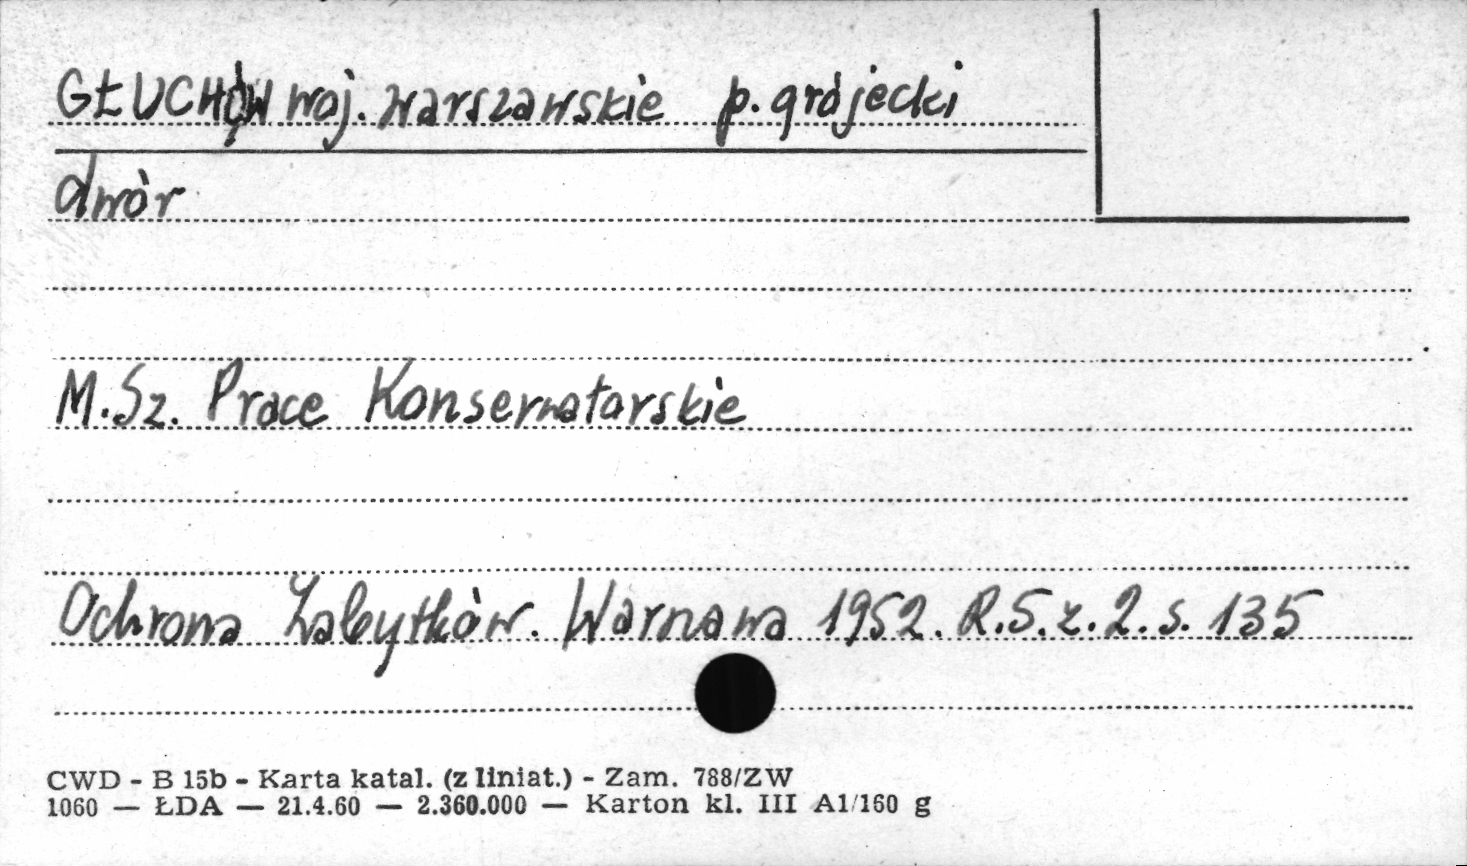 GŁUCHÓW woj. warszawskie p. grójecki
dwór
M.Sz. Prace Konserwatorskie
Ochrona Zabytków. Warszawa 1952. R.5. z. 2. s. 135
CWD - B 15b - Karta katal. (z liniat.) - Zam. 788/ZW
1060 — ŁDA — 21.4.60 — 2.360.000 — Karton kl. III A1/160 g